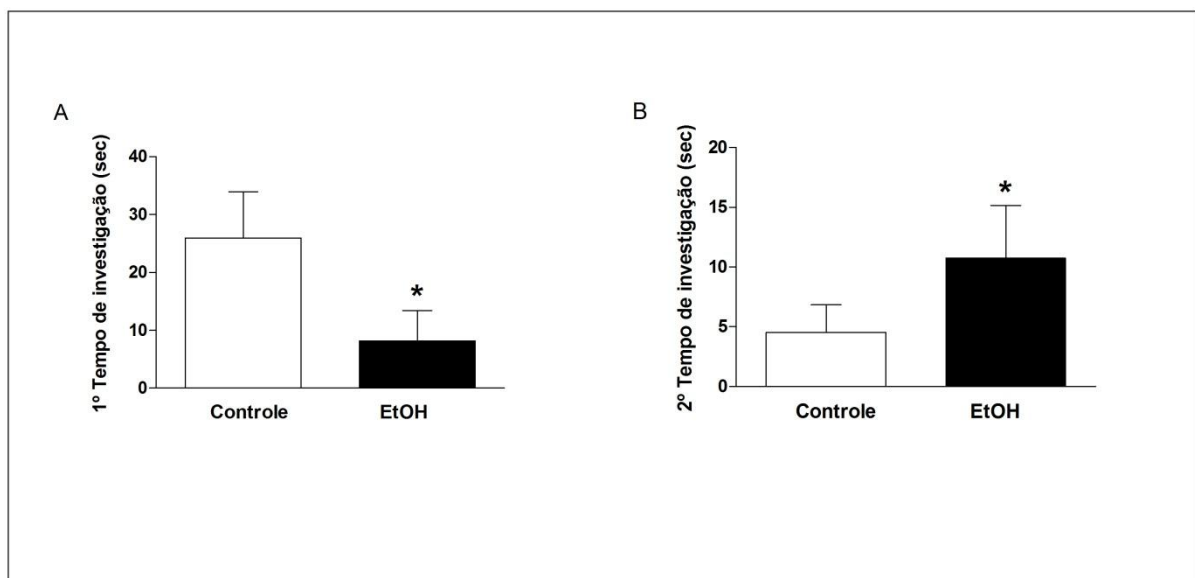 A
1º Tempo de investigação (sec)
40
30
20
10
0
*
Controle
EtOH
B
2º Tempo de investigação (sec)
20
15
10
5
0
*
Controle
EtOH